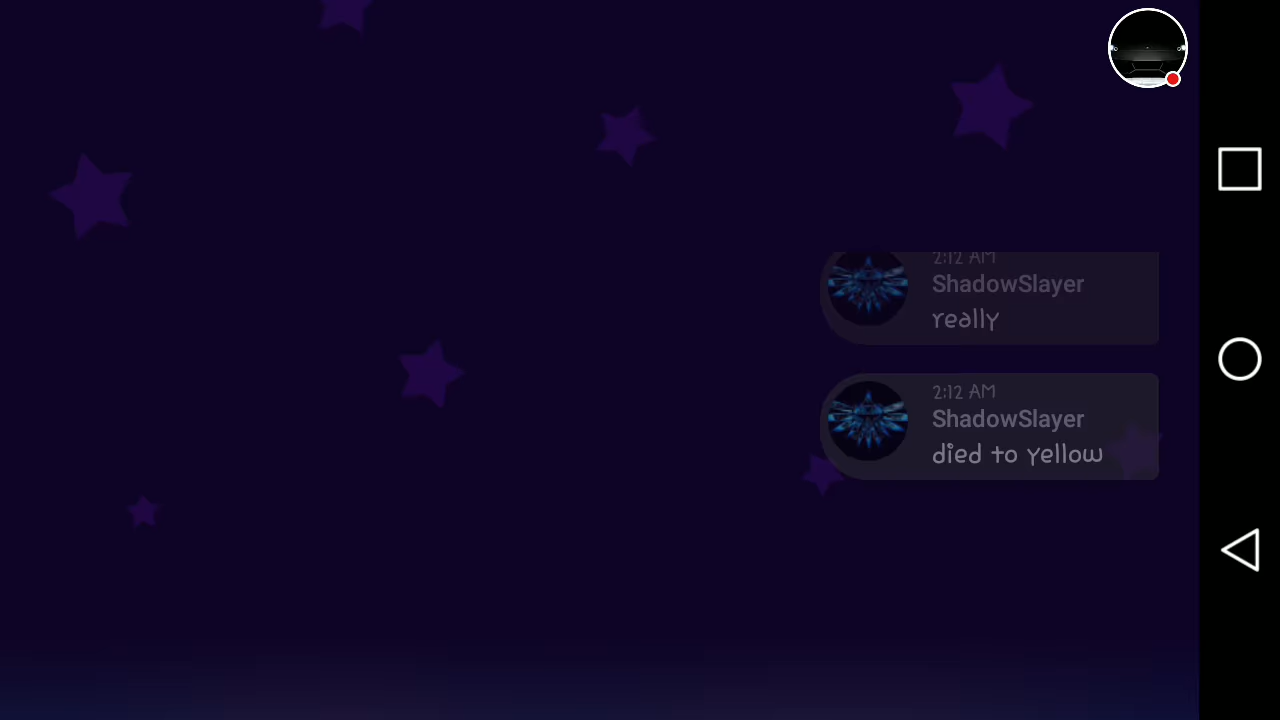 2:12 AM
ShadowSlayer
really
2:12 AM
ShadowSlayer
died to yellow